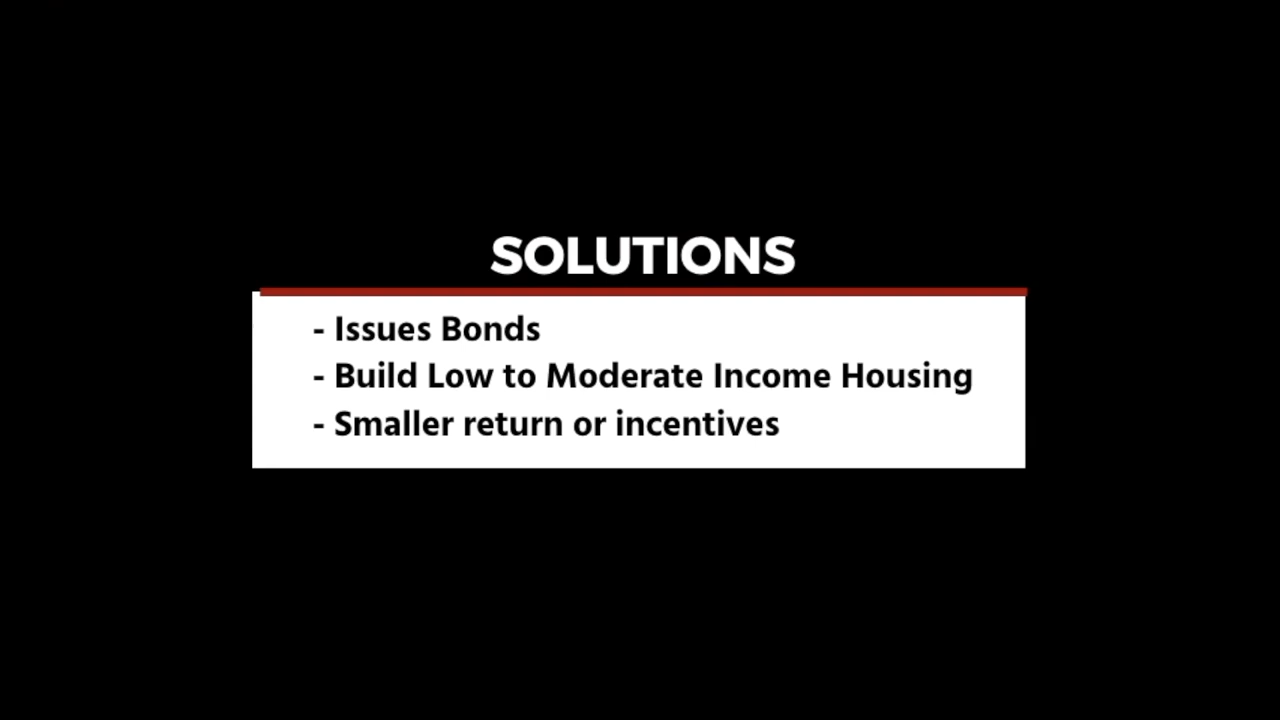 SOLUTIONS
- Issues Bonds
- Build Low to Moderate Income Housing
- Smaller return or incentives